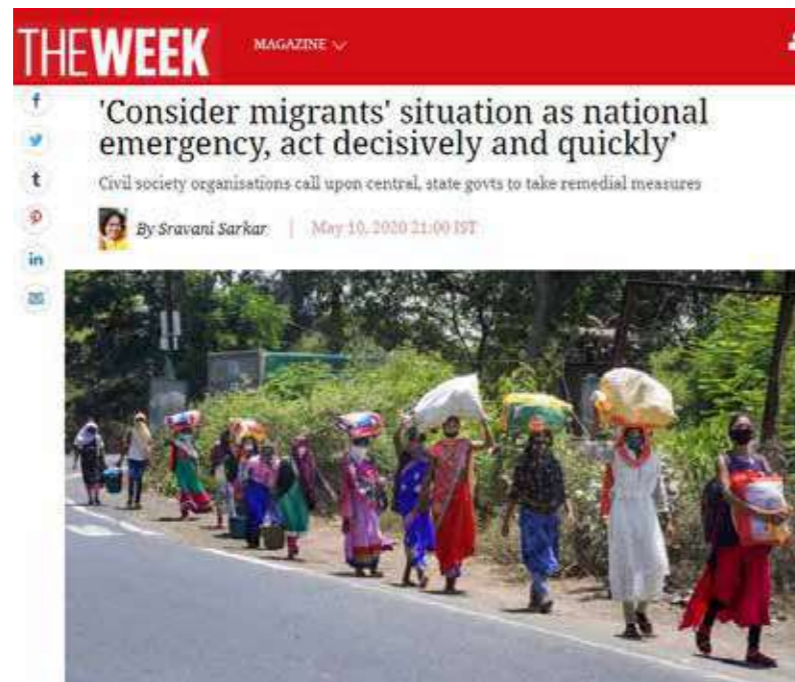 THEWEEK
MAGAZINE
'Consider migrants' situation as national
emergency, act decisively and quickly’
Civil society organisations call upon central, state govts to take remedial measures
By Sravani Sarkar | May 10, 2020 21:00 IST